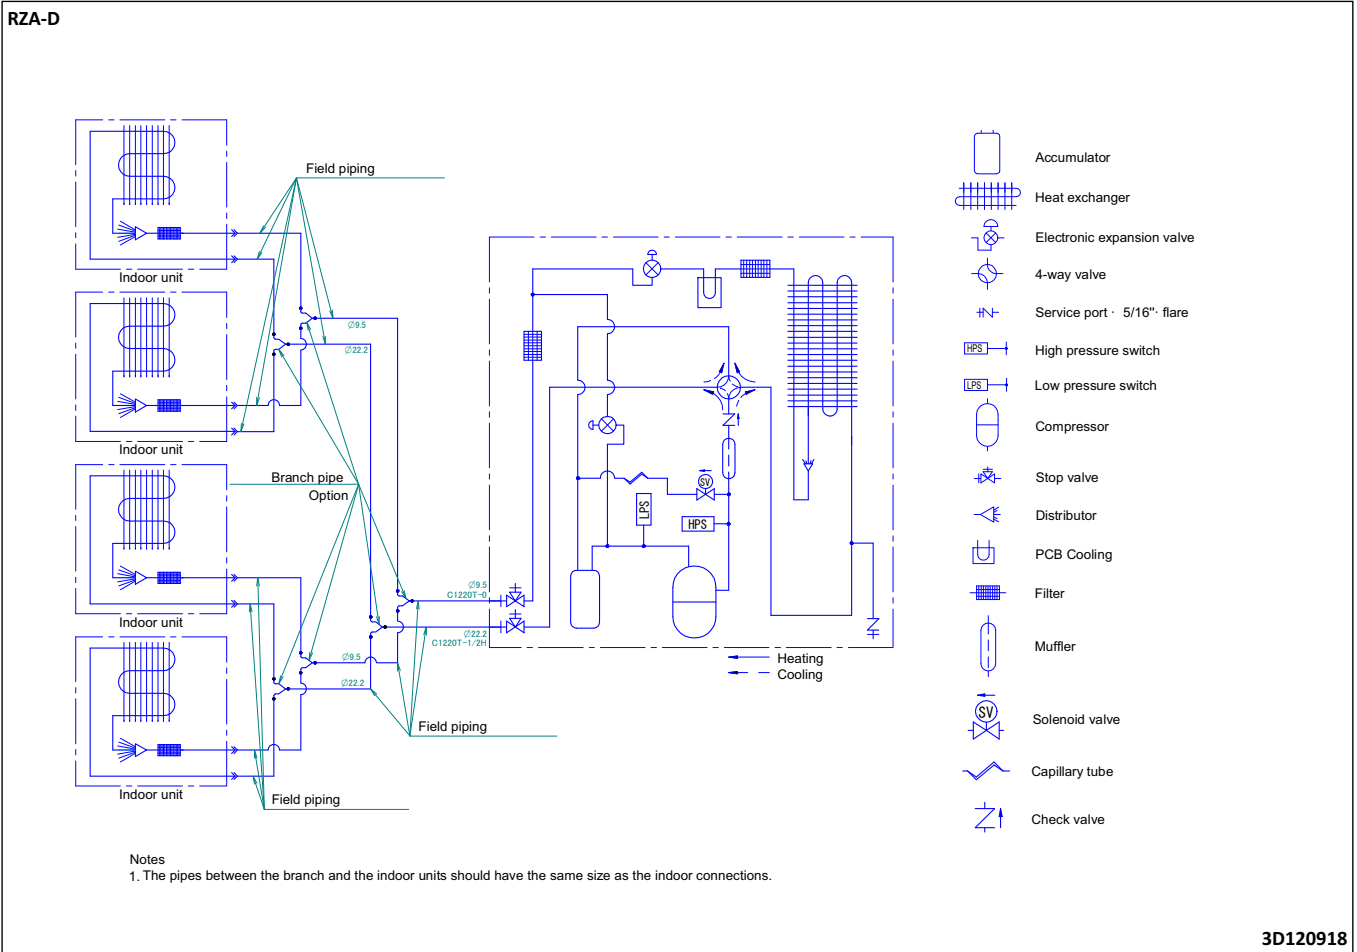 RZA-D
Field piping
Indoor unit
Ø9.5
Ø22.2
Indoor unit
Branch pipe
Option
Indoor unit
Ø9.5
C1220T-O
Ø22.2
C1220T-1/2H
Ø9.5
Ø22.2
Field piping
Indoor unit
Field piping
LPS
HPS
SV
Heating
Cooling
Accumulator
Heat exchanger
Electronic expansion valve
4-way valve
Service port · 5/16"· flare
HPS High pressure switch
LPS Low pressure switch
Compressor
Stop valve
Distributor
PCB Cooling
Filter
Muffler
SV Solenoid valve
Capillary tube
Check valve
Notes
1. The pipes between the branch and the indoor units should have the same size as the indoor connections.
3D120918